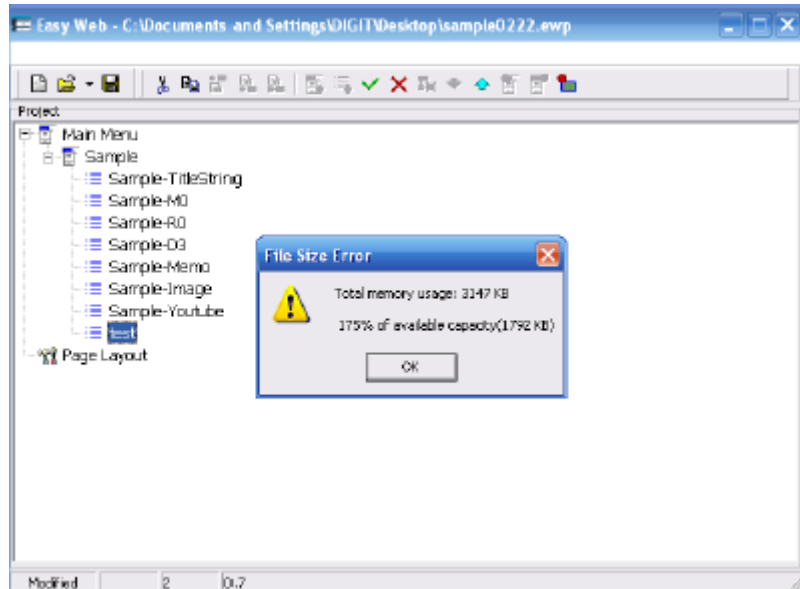 Easy Web - C:\Documents and Settings\DIGIT\Desktop\sample0222.ewp
Project
Main Menu
Sample
Sample-TitleString
Sample-M0
Sample-R0
Sample-D3
Sample-Memo
Sample-Image
Sample-Youtube
test
Page Layout
File Size Error
Total memory usage: 3147 KB
175% of available capacity(1792 KB)
OK
Modified 2 0.7